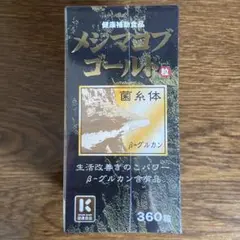 健康補助食品
メシマコブ
ゴールド 粒
菌糸体
β-グルカン
生活改善きのこパワー
β-グルカン含有品
K
360粒